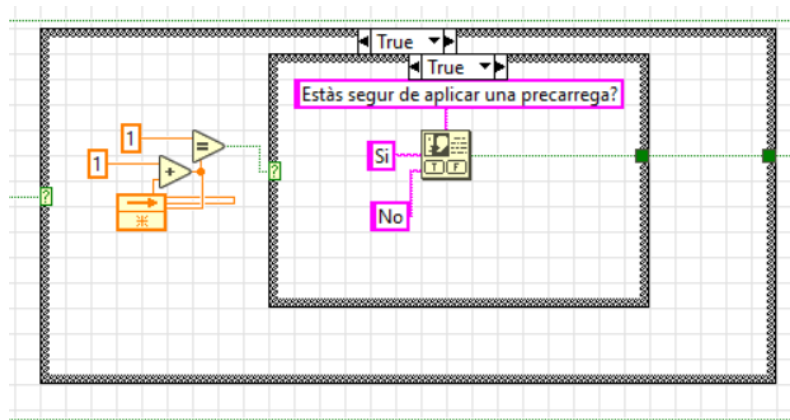 True
True
Estàs segur de aplicar una precarrega?
1
=
1
+
Si
T F
?
?
No